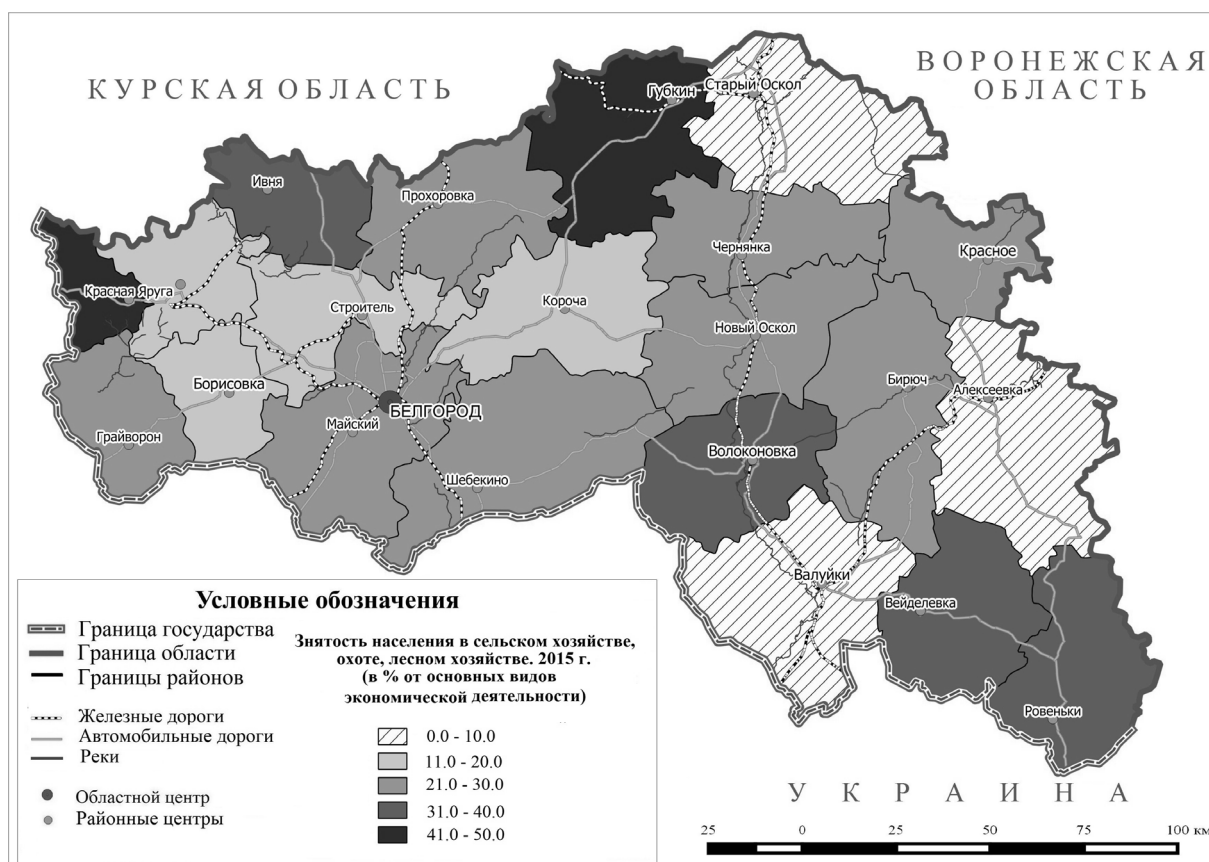 КУРСКАЯ ОБЛАСТЬ
ВОРОНЕЖСКАЯ
ОБЛАСТЬ
Губкин
Старый Оскол
Ивня
Прохоровка
Чернянка
Красное
Красная Яруга
Строитель
Короча
Новый Оскол
Борисовка
БЕЛГОРОД
Бирюч
Алексеевка
Майский
Грайворон
Волоконовка
Шебекино
Валуйки
Вейделевка
Ровеньки
УКРАИНА
Условные обозначения
Граница государства
Граница области
Границы районов
Железные дороги
Автомобильные дороги
Реки
Областной центр
Районные центры
Знятость населения в сельском хозяйстве,
охоте, лесном хозяйстве. 2015 г.
(в % от основных видов
экономической деятельности)
0.0 - 10.0
11.0 - 20.0
21.0 - 30.0
31.0 - 40.0
41.0 - 50.0
25 0 25 50 75 100 км